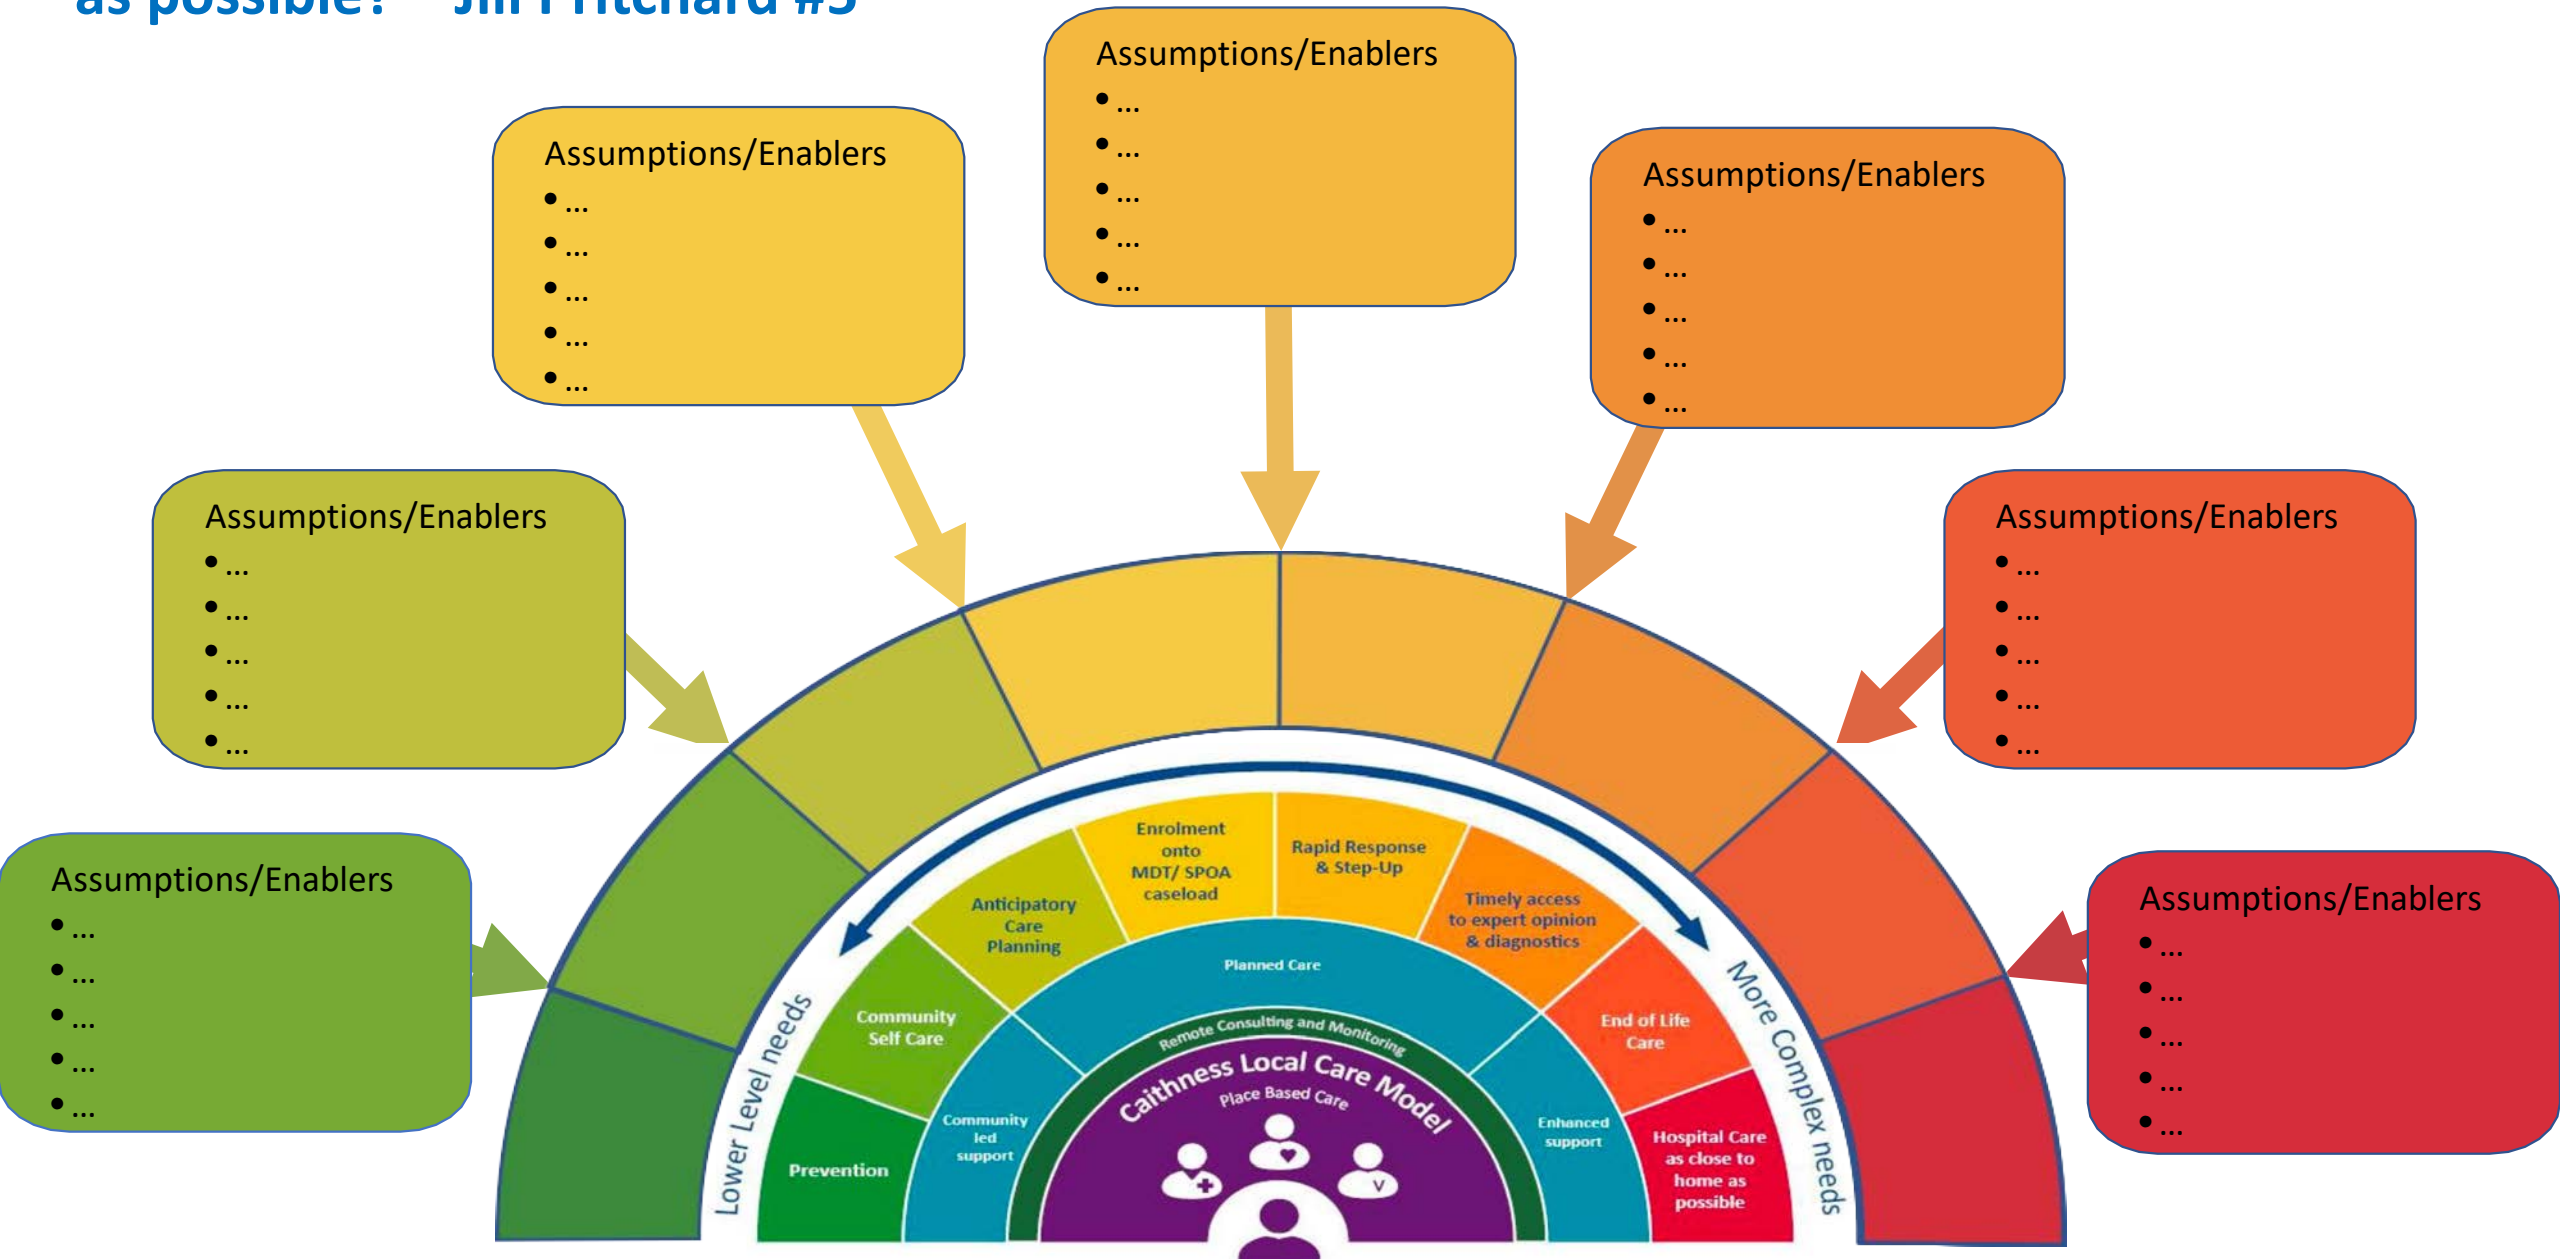 as possible? – Jill Pritchard #5
Assumptions/Enablers
• ...
• ...
• ...
• ...
• ...
Assumptions/Enablers
• ...
• ...
• ...
• ...
• ...
Assumptions/Enablers
• ...
• ...
• ...
• ...
• ...
Assumptions/Enablers
• ...
• ...
• ...
• ...
• ...
Assumptions/Enablers
• ...
• ...
• ...
• ...
• ...
Assumptions/Enablers
• ...
• ...
• ...
• ...
• ...
Assumptions/Enablers
• ...
• ...
• ...
• ...
• ...
Lower Level needs
More Complex needs
Prevention
Community
Self Care
Anticipatory
Care
Planning
Enrolment
onto
MDT/ SPOA
caseload
Rapid Response
& Step-Up
Timely access
to expert opinion
& diagnostics
End of Life
Care
Hospital Care
as close to
home as
possible
Community
led
support
Planned Care
Enhanced
support
Remote Consulting and Monitoring
Caithness Local Care Model
Place Based Care